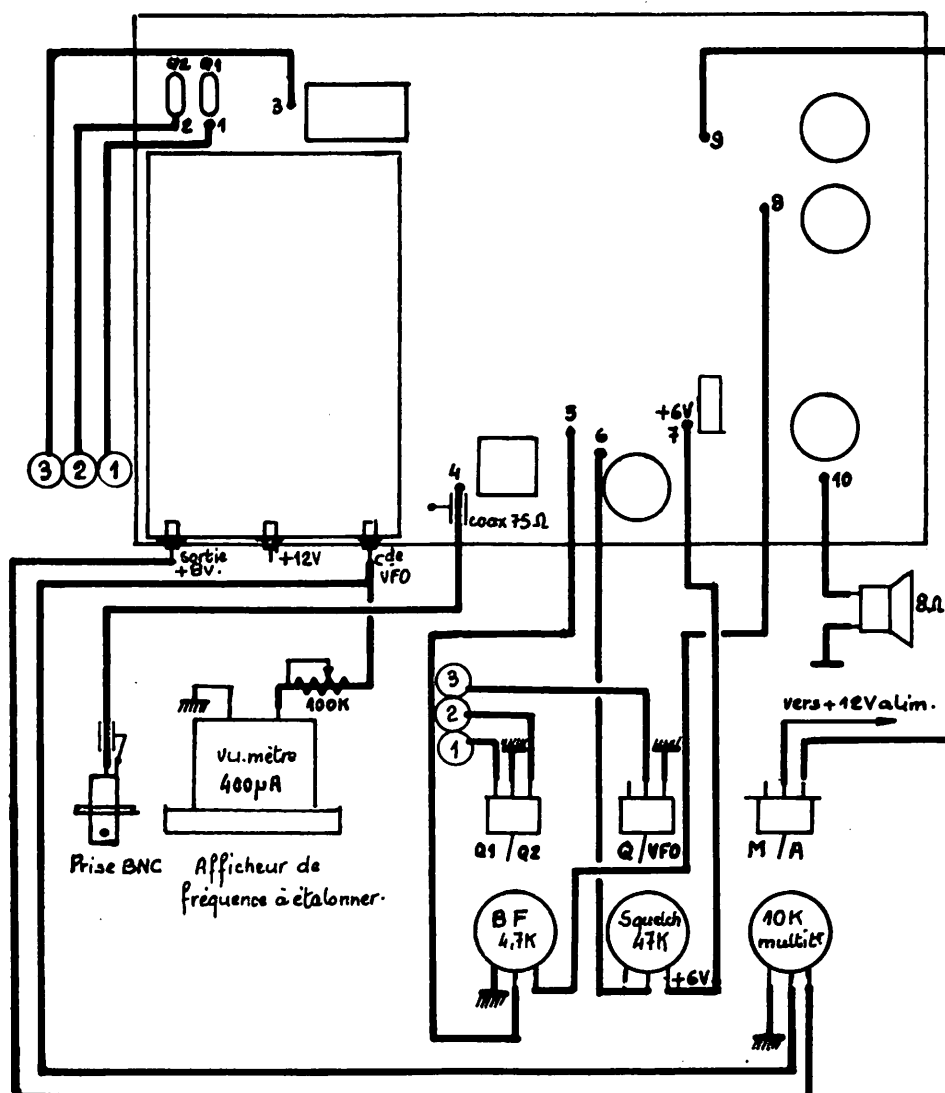 Q2 Q1
3
2 1
9
8
5
6
+6V
7
4
10
3 2 1
coax 75Ω
sortie
+8V.
+12V
cde
VFO
8Ω
100K
3
2
1
vers +12V alim.
vu.mètre
400µA
Prise BNC
Afficheur de
fréquence à étalonner.
Q1 / Q2
Q / VFO
M / A
BF
4,7K
Squelch
47K
+6V
10K
multitr